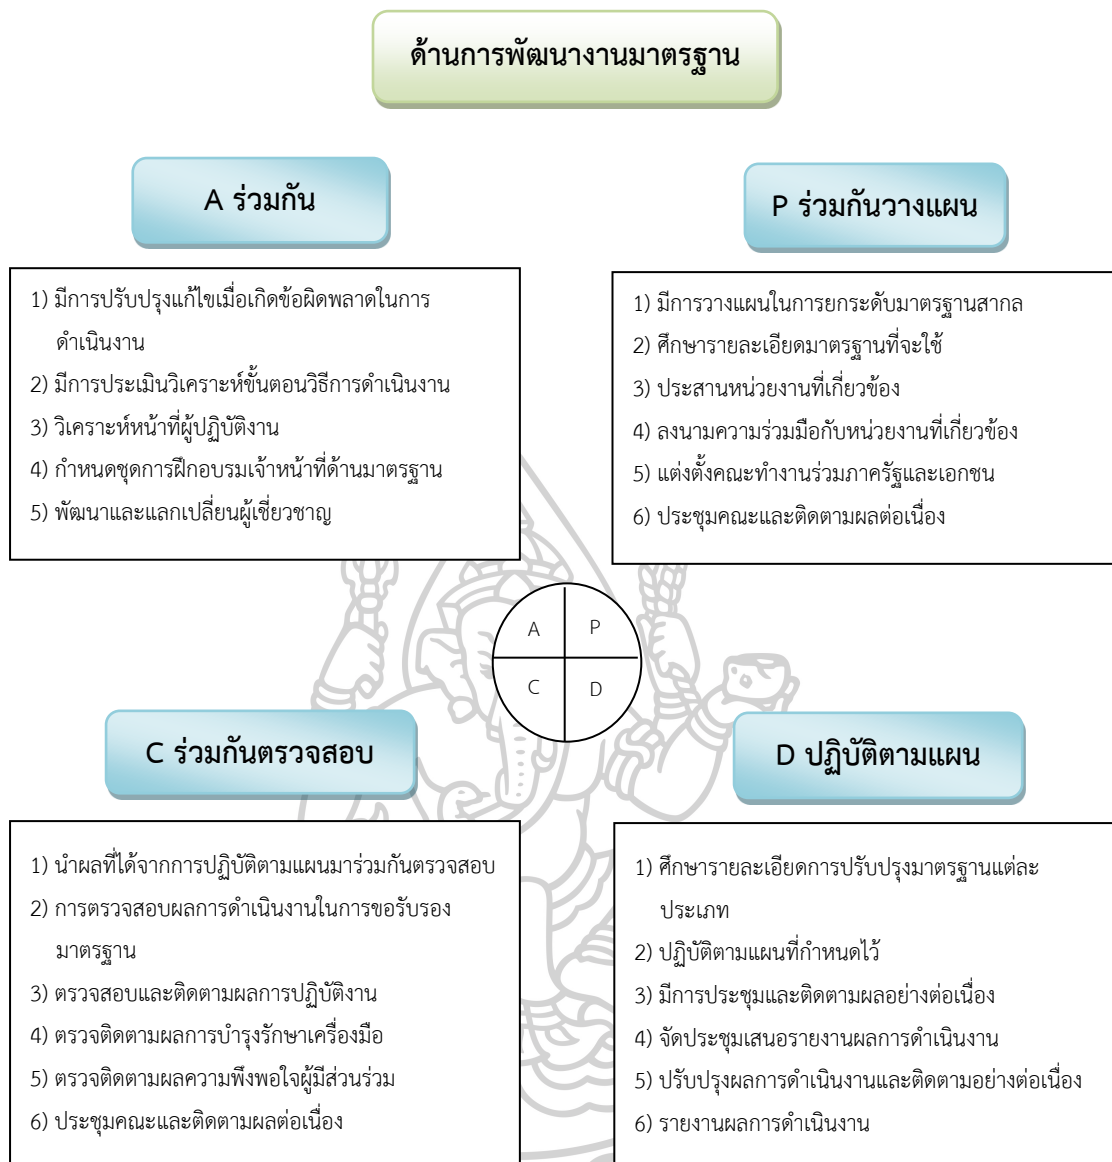 ด้านการพัฒนางานมาตรฐาน
A ร่วมกัน
P ร่วมกันวางแผน
1) มีการปรับปรุงแก้ไขเมื่อเกิดข้อผิดพลาดในการ
ดำเนินงาน
2) มีการประเมินวิเคราะห์ขั้นตอนวิธีการดำเนินงาน
3) วิเคราะห์หน้าที่ผู้ปฏิบัติงาน
4) กำหนดชุดการฝึกอบรมเจ้าหน้าที่ด้านมาตรฐาน
5) พัฒนาและแลกเปลี่ยนผู้เชี่ยวชาญ
1) มีการวางแผนในการยกระดับมาตรฐานสากล
2) ศึกษารายละเอียดมาตรฐานที่จะใช้
3) ประสานหน่วยงานที่เกี่ยวข้อง
4) ลงนามความร่วมมือกับหน่วยงานที่เกี่ยวข้อง
5) แต่งตั้งคณะทำงานร่วมภาครัฐและเอกชน
6) ประชุมคณะและติดตามผลต่อเนื่อง
A P
C D
C ร่วมกันตรวจสอบ
D ปฏิบัติตามแผน
1) นำผลที่ได้จากการปฏิบัติตามแผนมาร่วมกันตรวจสอบ
2) การตรวจสอบผลการดำเนินงานในการขอรับรอง
มาตรฐาน
3) ตรวจสอบและติดตามผลการปฏิบัติงาน
4) ตรวจติดตามผลการบำรุงรักษาเครื่องมือ
5) ตรวจติดตามผลความพึงพอใจผู้มีส่วนร่วม
6) ประชุมคณะและติดตามผลต่อเนื่อง
1) ศึกษารายละเอียดการปรับปรุงมาตรฐานแต่ละ
ประเภท
2) ปฏิบัติตามแผนที่กำหนดไว้
3) มีการประชุมและติดตามผลอย่างต่อเนื่อง
4) จัดประชุมเสนอรายงานผลการดำเนินงาน
5) ปรับปรุงผลการดำเนินงานและติดตามอย่างต่อเนื่อง
6) รายงานผลการดำเนินงาน